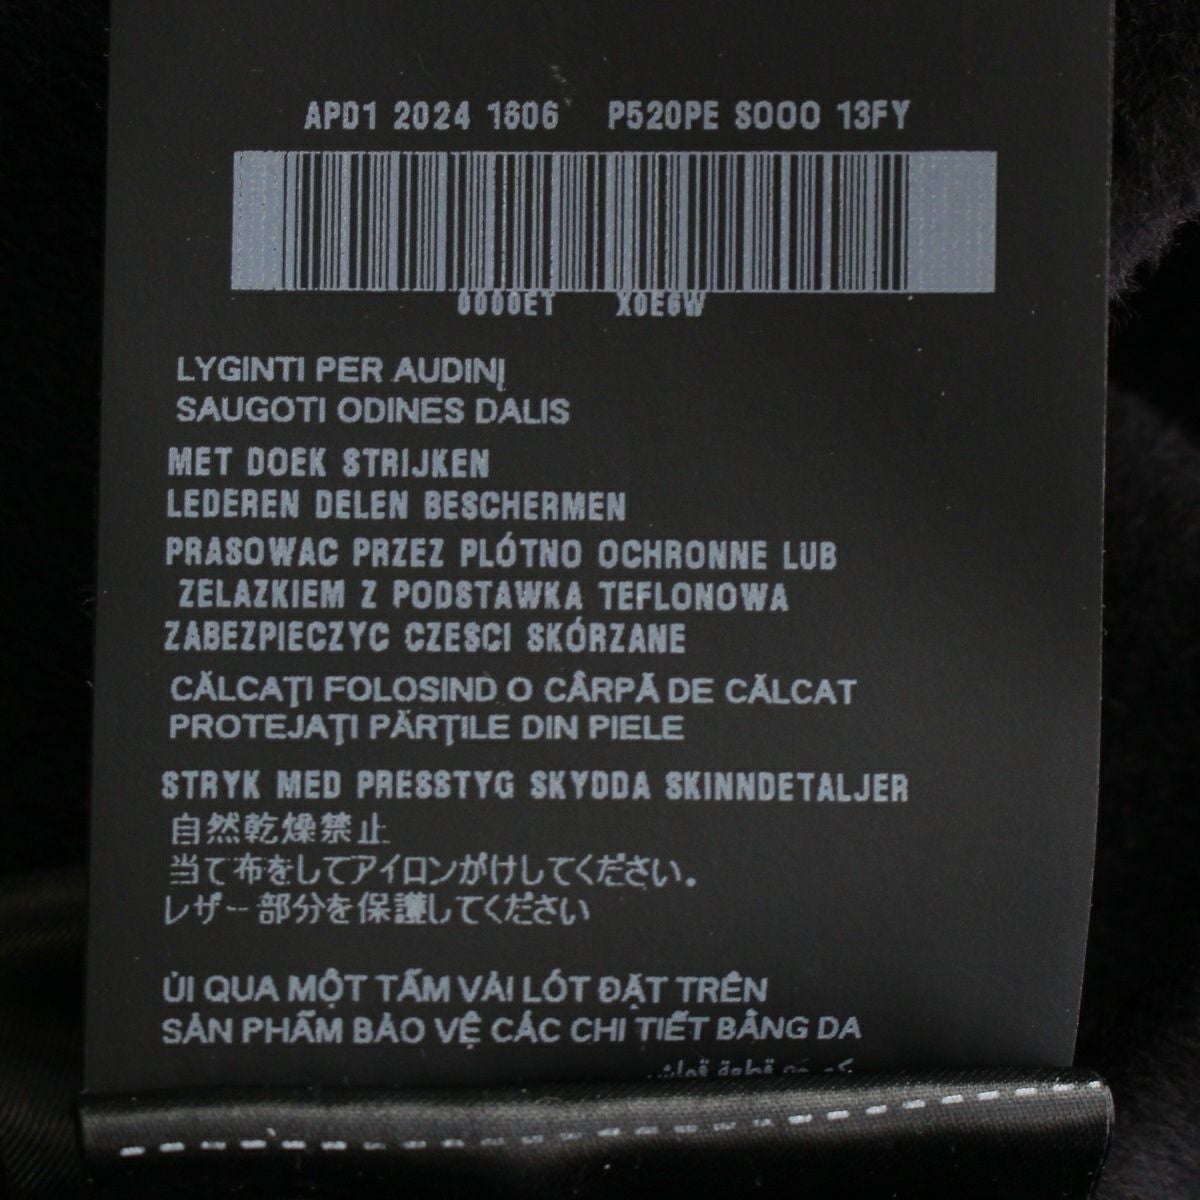 APD1 2024 1606 P520PE SOOO 13FY
0000ET X0E6W
LYGINTI PER AUDINĮ
SAUGOTI ODINES DALIS
MET DOEK STRIJKEN
LEDEREN DELEN BESCHERMEN
PRASOWAC PRZEZ PLÓTNO OCHRONNE LUB
ZELAZKIEM Z PODSTAWKA TEFLONOWA
ZABEZPIECZYC CZESCI SKÓRZANE
CĂLCAŢI FOLOSIND O CÂRPĂ DE CĂLCAT
PROTEJAŢI PĂRŢILE DIN PIELE
STRYK MED PRESSTYG SKYDDA SKINNDETALJER
自然乾燥禁止
当て布をしてアイロンがけしてください。
レザー部分を保護してください
ỦI QUA MỘT TẤM VẢI LÓT ĐẶT TRÊN
SẢN PHẨM BẢO VỆ CÁC CHI TIẾT BẰNG DA